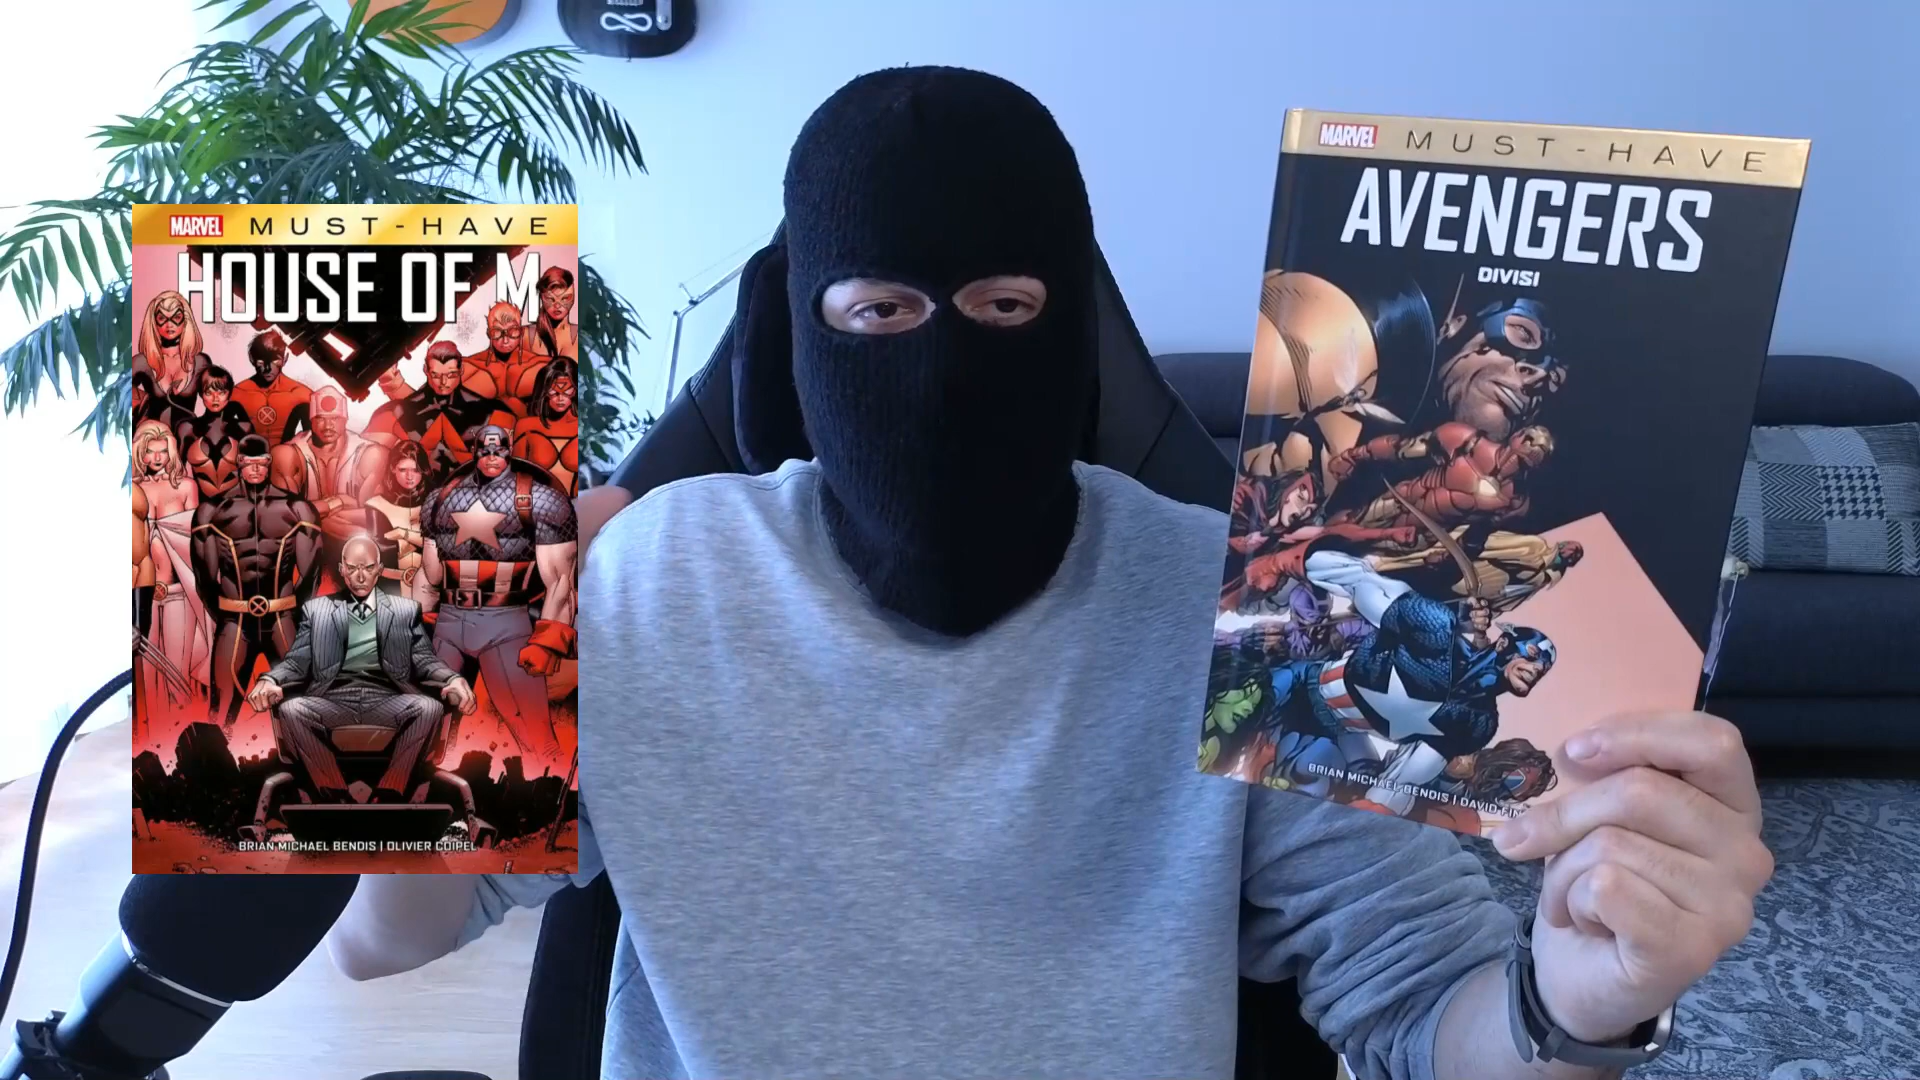 MARVEL MUST-HAVE
HOUSE OF M
BRIAN MICHAEL BENDIS | OLIVIER COIPEL
MARVEL MUST-HAVE
AVENGERS
DIVISI
BRIAN MICHAEL BENDIS | DAVID FIN